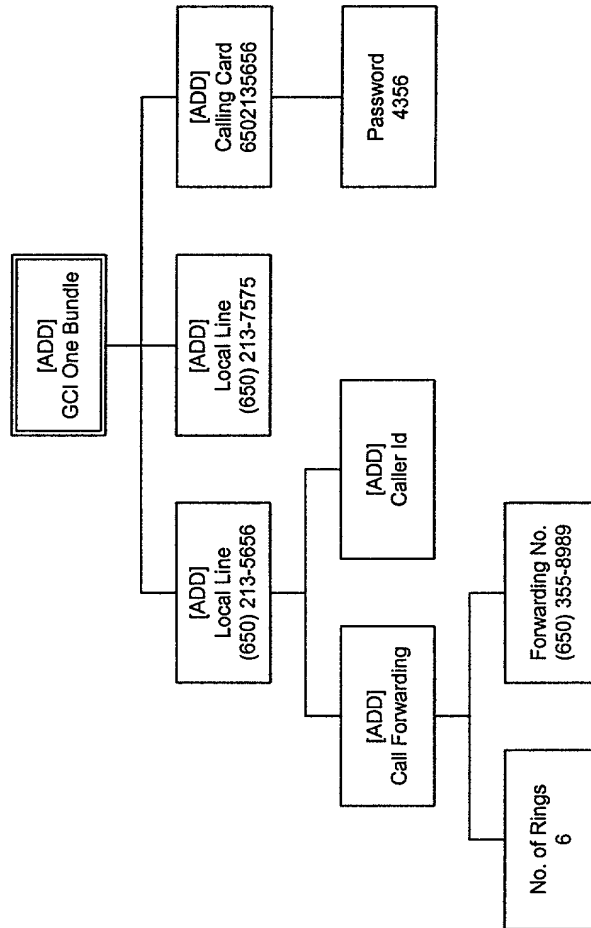 [ADD]
GCI One Bundle
[ADD]
Local Line
(650) 213-5656
[ADD]
Local Line
(650) 213-7575
[ADD]
Calling Card
6502135656
[ADD]
Call Forwarding
[ADD]
Caller Id
Password
4356
No. of Rings
6
Forwarding No.
(650) 355-8989